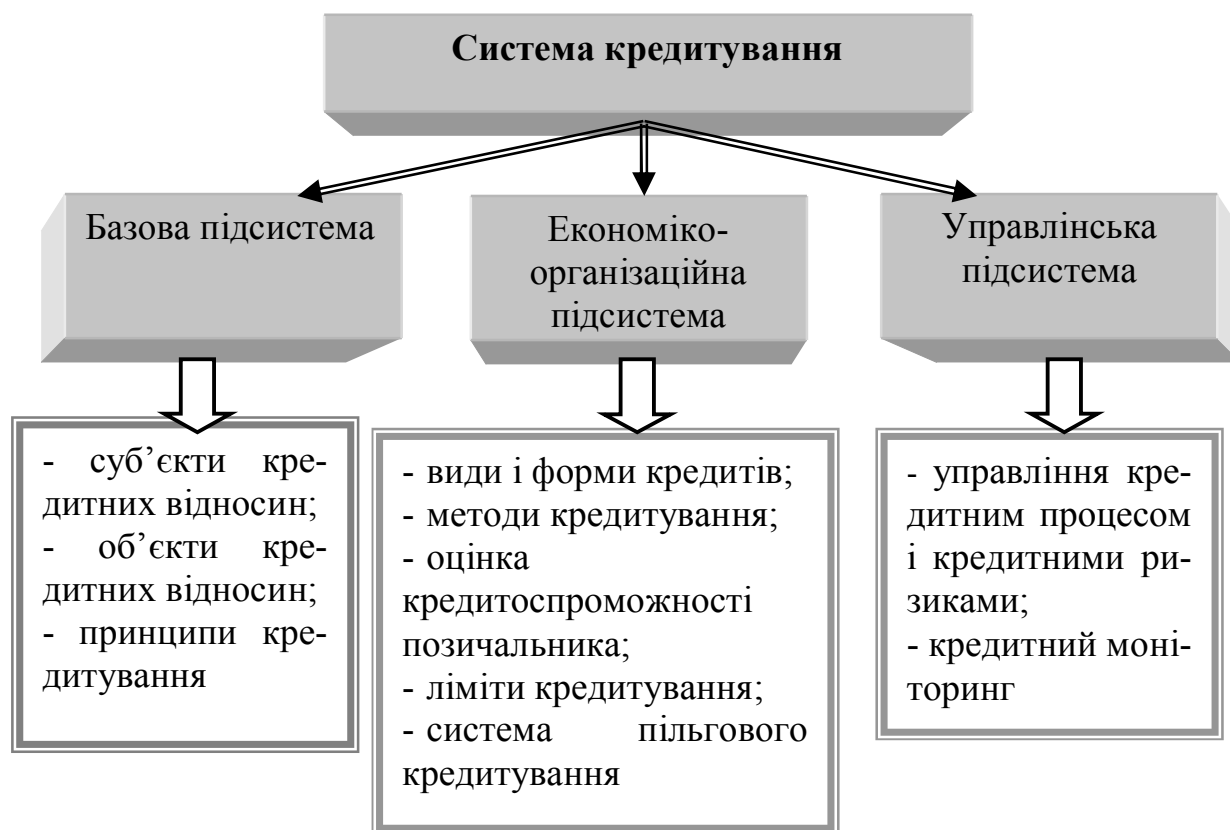 Система кредитування
Базова підсистема
Економіко-
організаційна
підсистема
Управлінська
підсистема
- суб’єкти кре-
дитних відносин;
- об’єкти кре-
дитних відносин;
- принципи кре-
дитування
- види і форми кредитів;
- методи кредитування;
- оцінка
кредитоспроможності
позичальника;
- ліміти кредитування;
- система пільгового
кредитування
- управління кре-
дитним процесом
і кредитними ри-
зиками;
- кредитний моні-
торинг